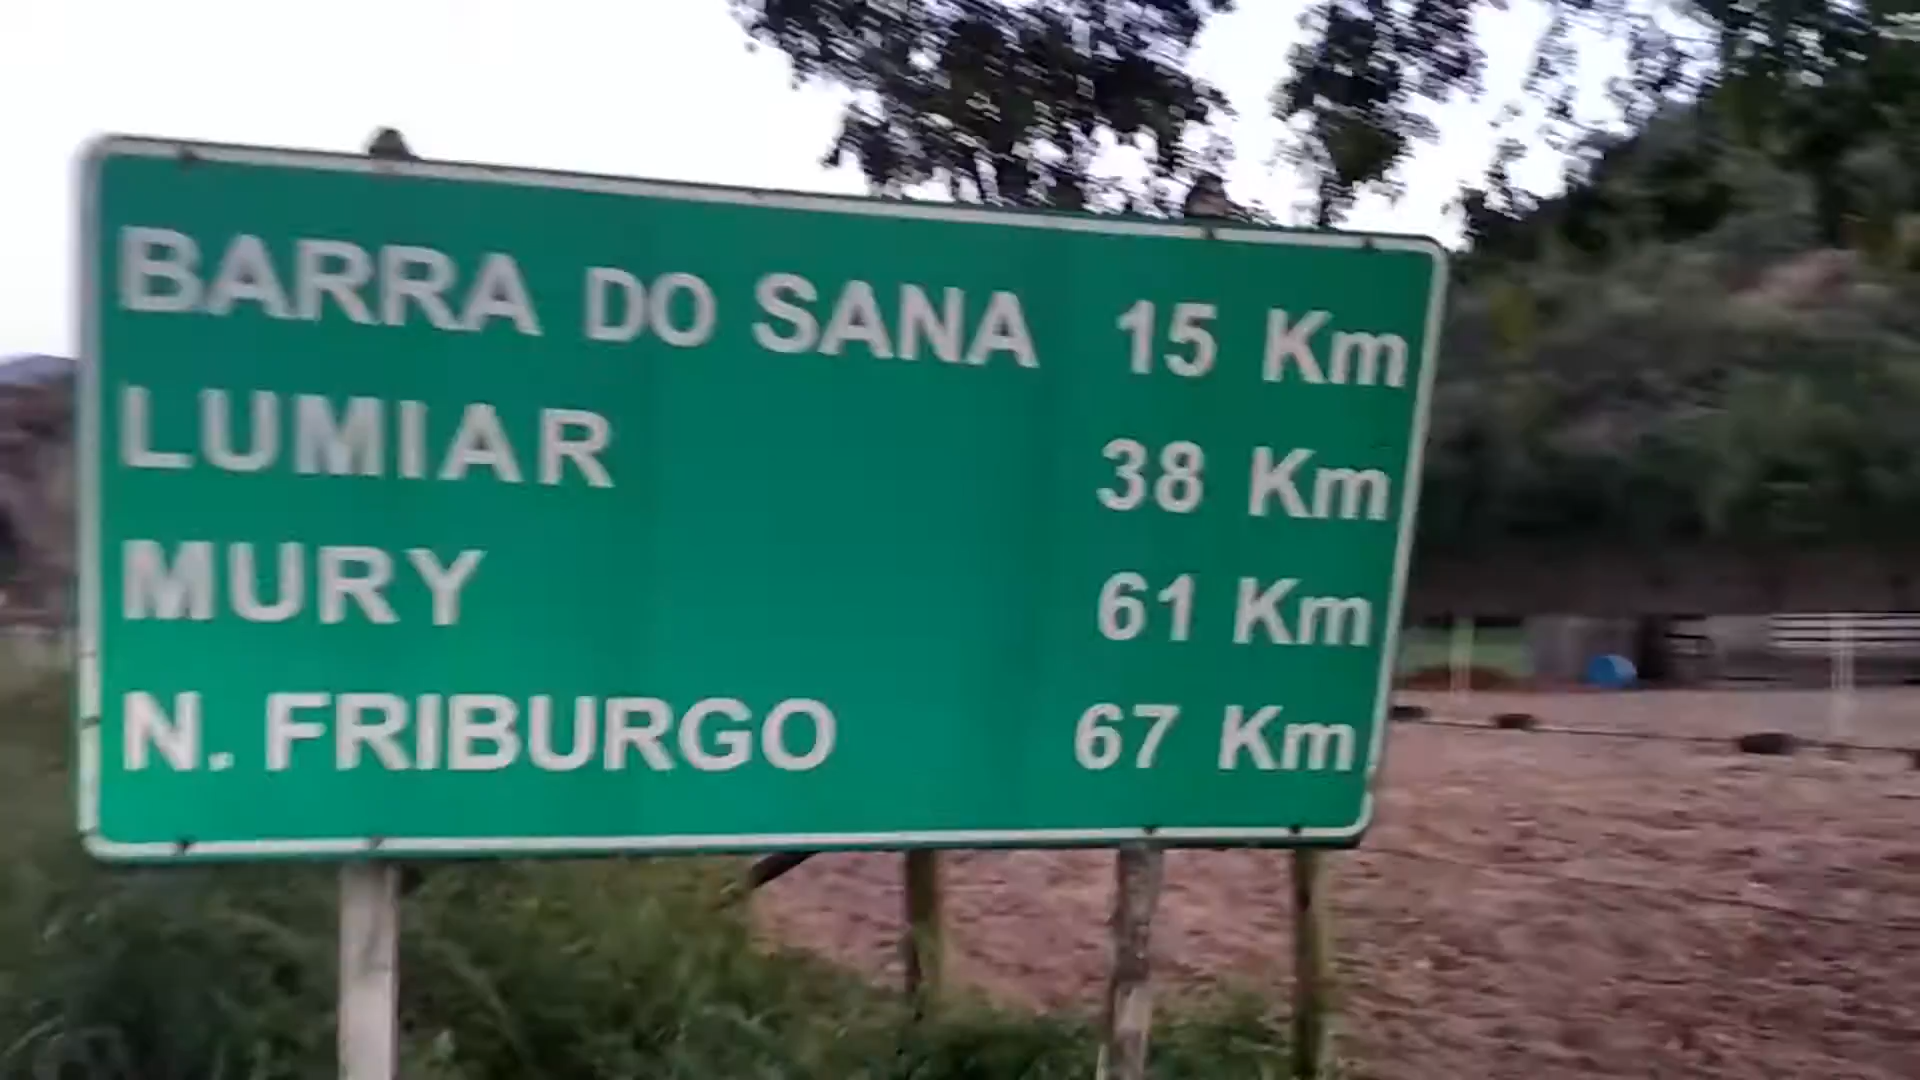 BARRA DO SANA 15 Km
LUMIAR 38 Km
MURY 61 Km
N. FRIBURGO 67 Km